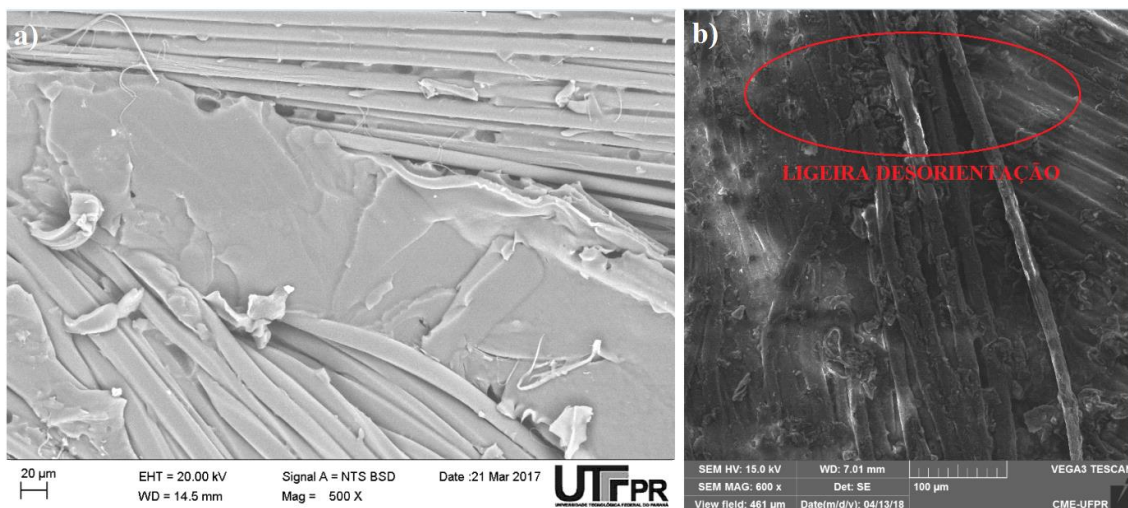 a)
20 µm
EHT = 20.00 kV
WD = 14.5 mm
Signal A = NTS BSD
Mag = 500 X
Date :21 Mar 2017
UTFPR
UNIVERSIDADE TECNOLÓGICA FEDERAL DO PARANÁ
b)
LIGEIRA DESORIENTAÇÃO
SEM HV: 15.0 kV
WD: 7.01 mm
VEGA3 TESCAN
SEM MAG: 600 x
Det: SE
100 µm
View field: 461 µm
Date(m/d/y): 04/13/18
CME-UFPR